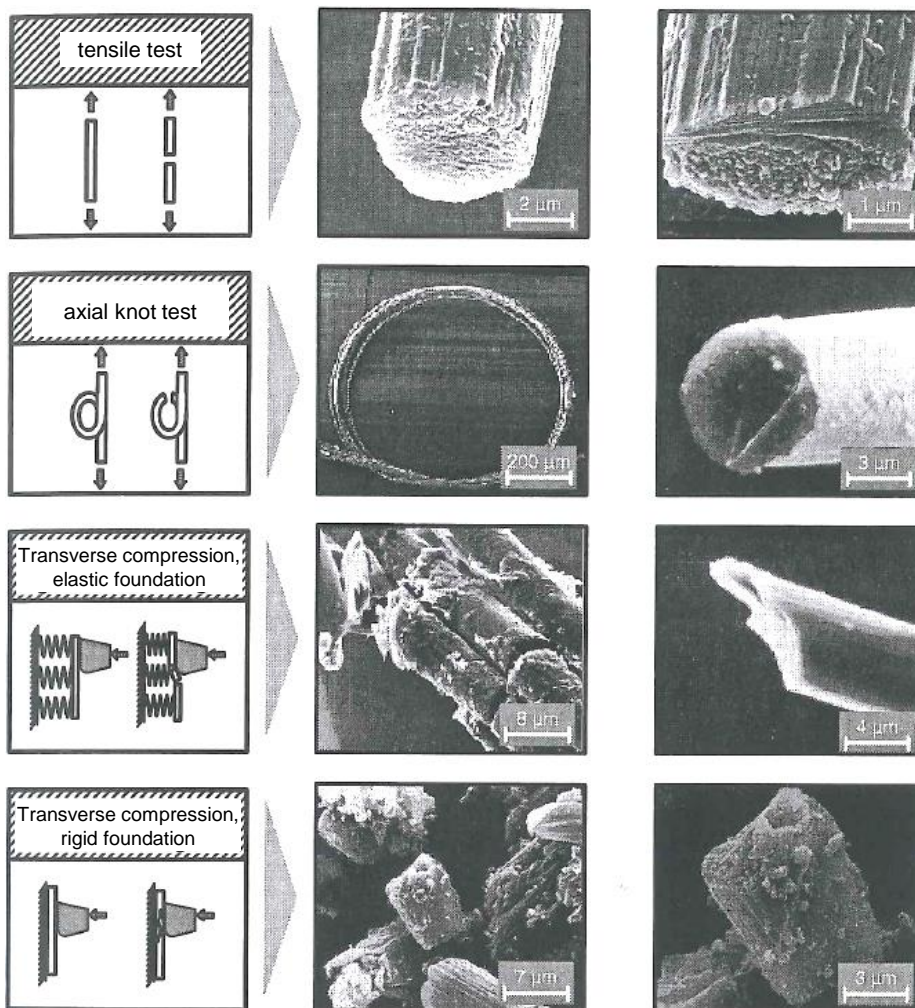 tensile test
2 µm
1 µm
axial knot test
200 µm
3 µm
Transverse compression,
elastic foundation
8 µm
4 µm
Transverse compression,
rigid foundation
7 µm
3 µm